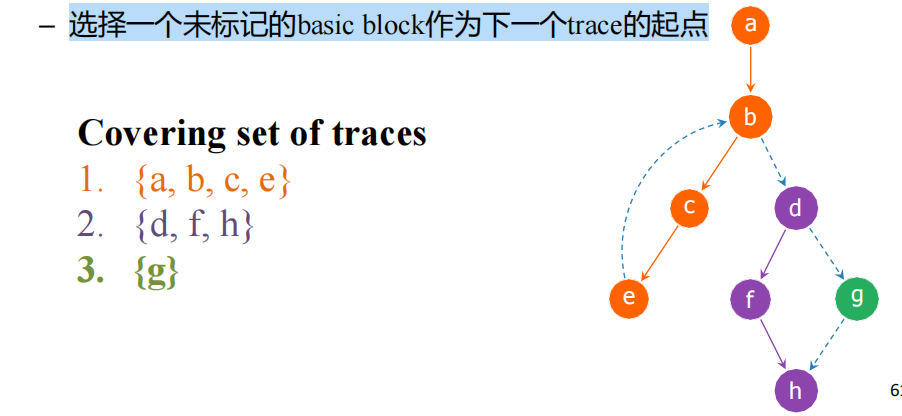 – 选择一个未标记的basic block作为下一个trace的起点
Covering set of traces
1. {a, b, c, e}
2. {d, f, h}
3. {g}
a
b
c
d
e
f
g
h